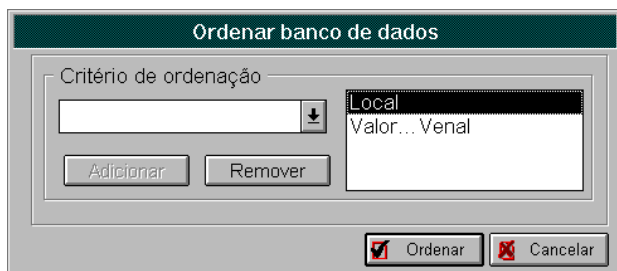 Ordenar banco de dados
Critério de ordenação
Local
Valor... Venal
Adicionar
Remover
Ordenar
Cancelar